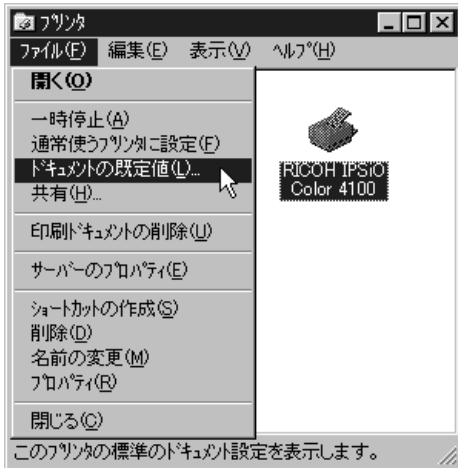 ﾌﾟﾘﾝﾀ
ﾌｧｲﾙ(F) 編集(E) 表示(V) ﾍﾙﾌﾟ(H)
開く(O)
一時停止(A)
通常使うﾌﾟﾘﾝﾀに設定(F)
ﾄﾞｷｭﾒﾝﾄの既定値(L)...
共有(H)...
印刷ﾄﾞｷｭﾒﾝﾄの削除(U)
ｻｰﾊﾞｰのﾌﾟﾛﾊﾟﾃｨ(E)
ｼｮｰﾄｶｯﾄの作成(S)
削除(D)
名前の変更(M)
ﾌﾟﾛﾊﾟﾃｨ(R)
閉じる(C)
RICOH IPSiO
Color 4100
このﾌﾟﾘﾝﾀの標準のﾄﾞｷｭﾒﾝﾄ設定を表示します。